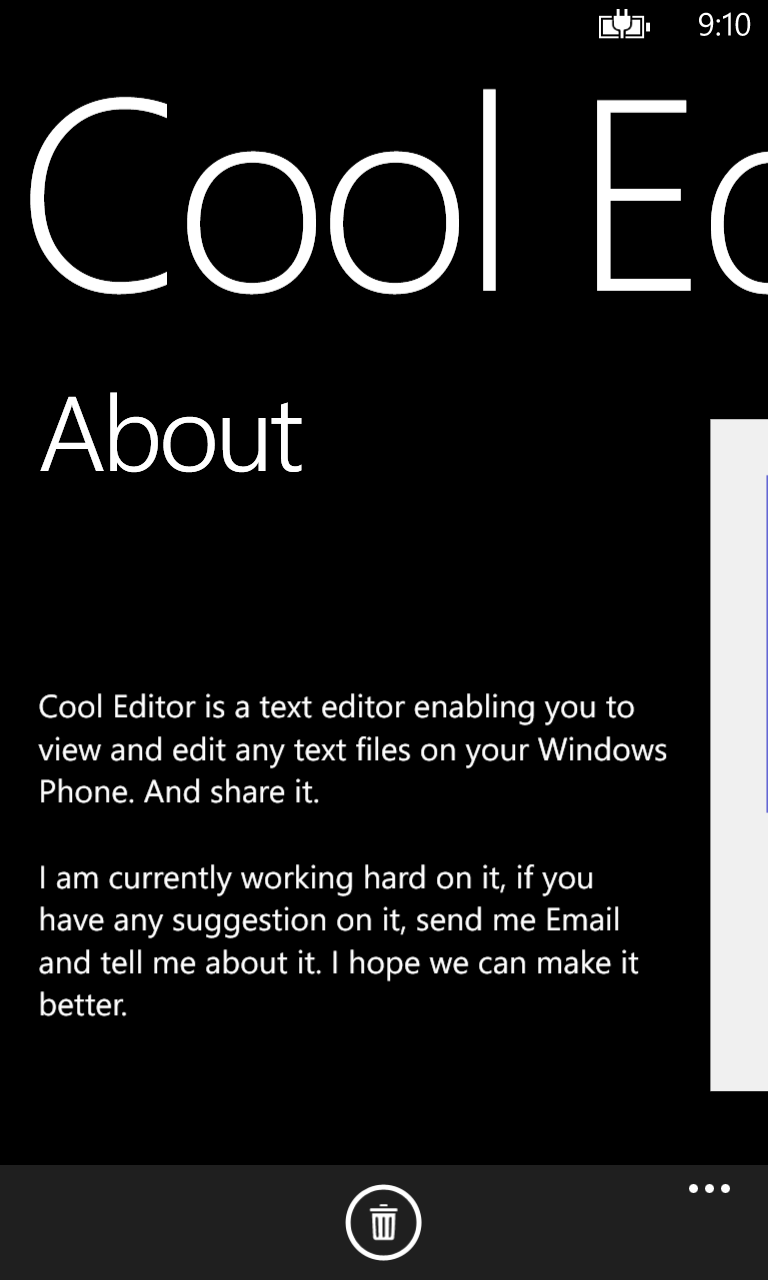 9:10
Cool Ed
About
Cool Editor is a text editor enabling you to
view and edit any text files on your Windows
Phone. And share it.
I am currently working hard on it, if you
have any suggestion on it, send me Email
and tell me about it. I hope we can make it
better.